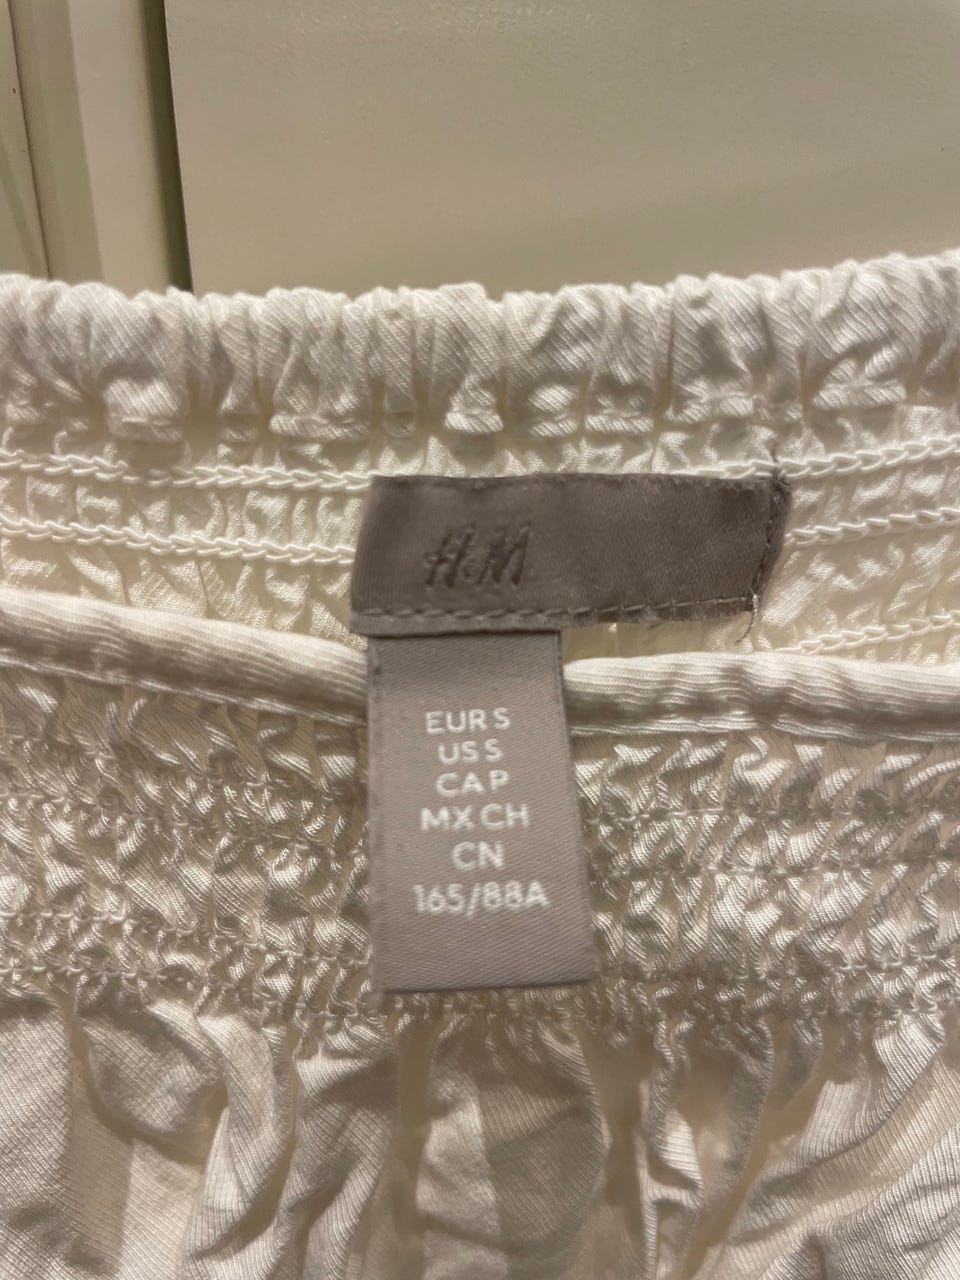 H&M
EUR S
US S
CA P
MX CH
CN
165/88A